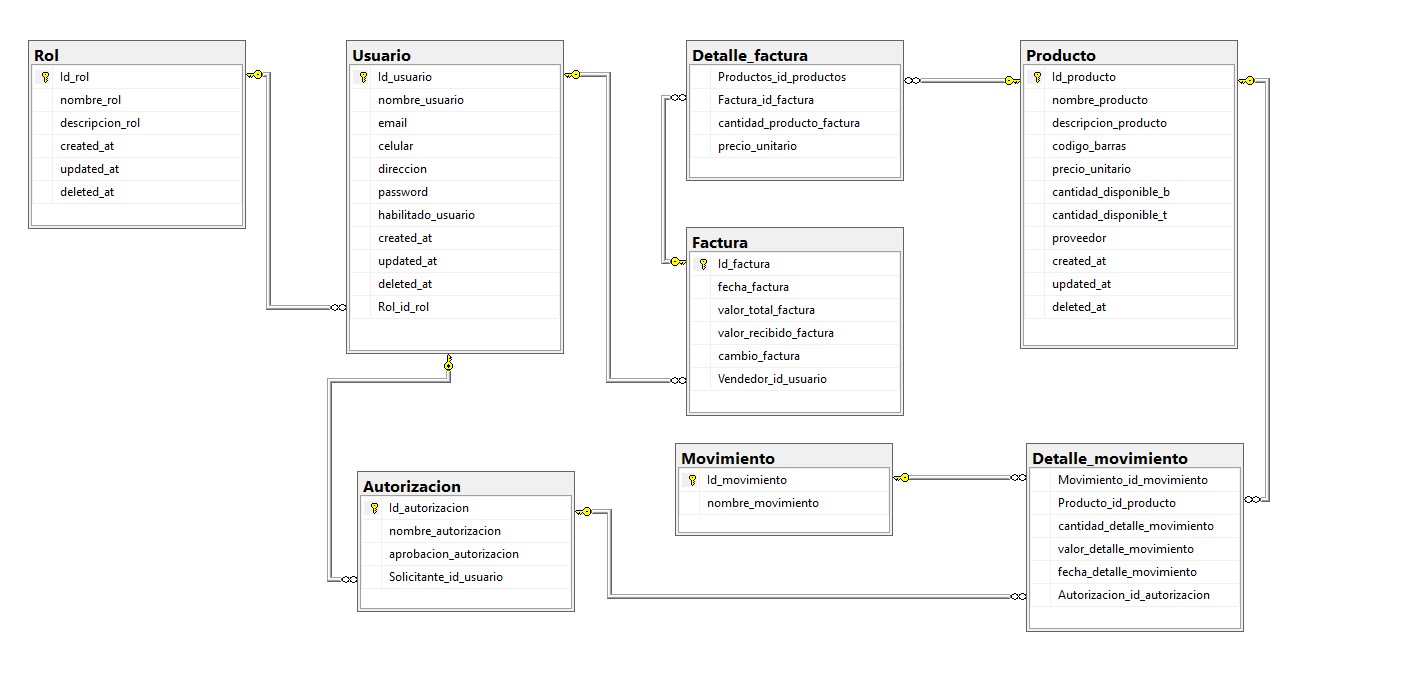 Rol
Id_rol
nombre_rol
descripcion_rol
created_at
updated_at
deleted_at
Usuario
Id_usuario
nombre_usuario
email
celular
direccion
password
habilitado_usuario
created_at
updated_at
deleted_at
Rol_id_rol
Detalle_factura
Productos_id_productos
Factura_id_factura
cantidad_producto_factura
precio_unitario
Producto
Id_producto
nombre_producto
descripcion_producto
codigo_barras
precio_unitario
cantidad_disponible_b
cantidad_disponible_t
proveedor
created_at
updated_at
deleted_at
Factura
Id_factura
fecha_factura
valor_total_factura
valor_recibido_factura
cambio_factura
Vendedor_id_usuario
Autorizacion
Id_autorizacion
nombre_autorizacion
aprobacion_autorizacion
Solicitante_id_usuario
Movimiento
Id_movimiento
nombre_movimiento
Detalle_movimiento
Movimiento_id_movimiento
Producto_id_producto
cantidad_detalle_movimiento
valor_detalle_movimiento
fecha_detalle_movimiento
Autorizacion_id_autorizacion